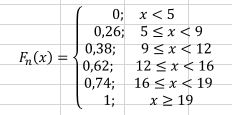 0; x < 5
0,26; 5 ≤ x < 9
0,38; 9 ≤ x < 12
Fₙ(x) =
0,62; 12 ≤ x < 16
0,74; 16 ≤ x < 19
1; x ≥ 19